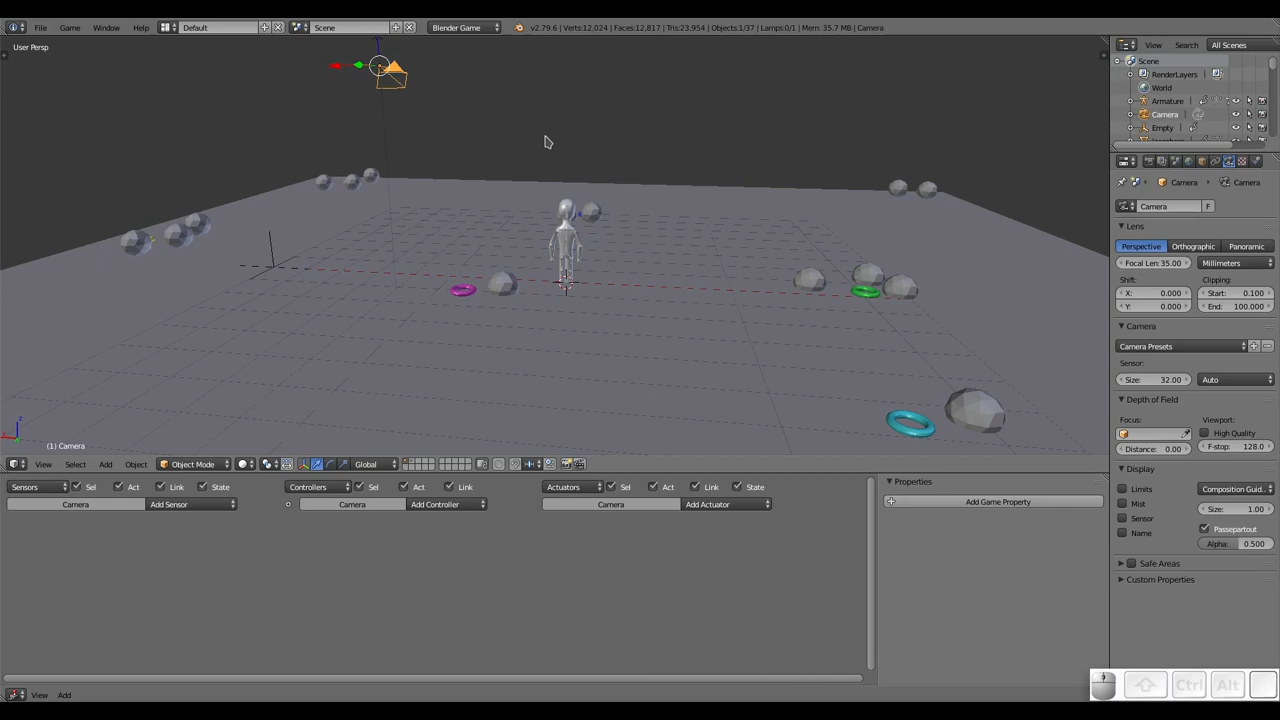 File Game Window Help Default Scene Blender Game v2.79.6 | Verts:12,024 | Faces:12,817 | Tris:23,954 | Objects:1/37 | Lamps:0/1 | Mem: 35.7 MB | Camera
User Persp
View Search All Scenes
Scene
RenderLayers
World
Armature
Camera
Empty
Camera Camera
Camera F
Lens
Perspective Orthographic Panoramic
Focal Len: 35.00 Millimeters
Shift: Clipping:
X: 0.000 Start: 0.100
Y: 0.000 End: 100.000
Camera
Camera Presets
Sensor:
Size: 32.00 Auto
Depth of Field
Focus: Viewport:
High Quality
Distance: 0.00 F-stop: 128.0
Display
Limits Composition Guid..
Mist Size: 1.00
Sensor Passepartout
Name Alpha: 0.500
Safe Areas
Custom Properties
x
z
(1) Camera
View Select Add Object Object Mode Global
Sensors Sel Act Link State Controllers Sel Act Link Actuators Sel Act Link State
Camera Add Sensor Camera Add Controller Camera Add Actuator
Properties
Add Game Property
View Add
Ctrl Alt